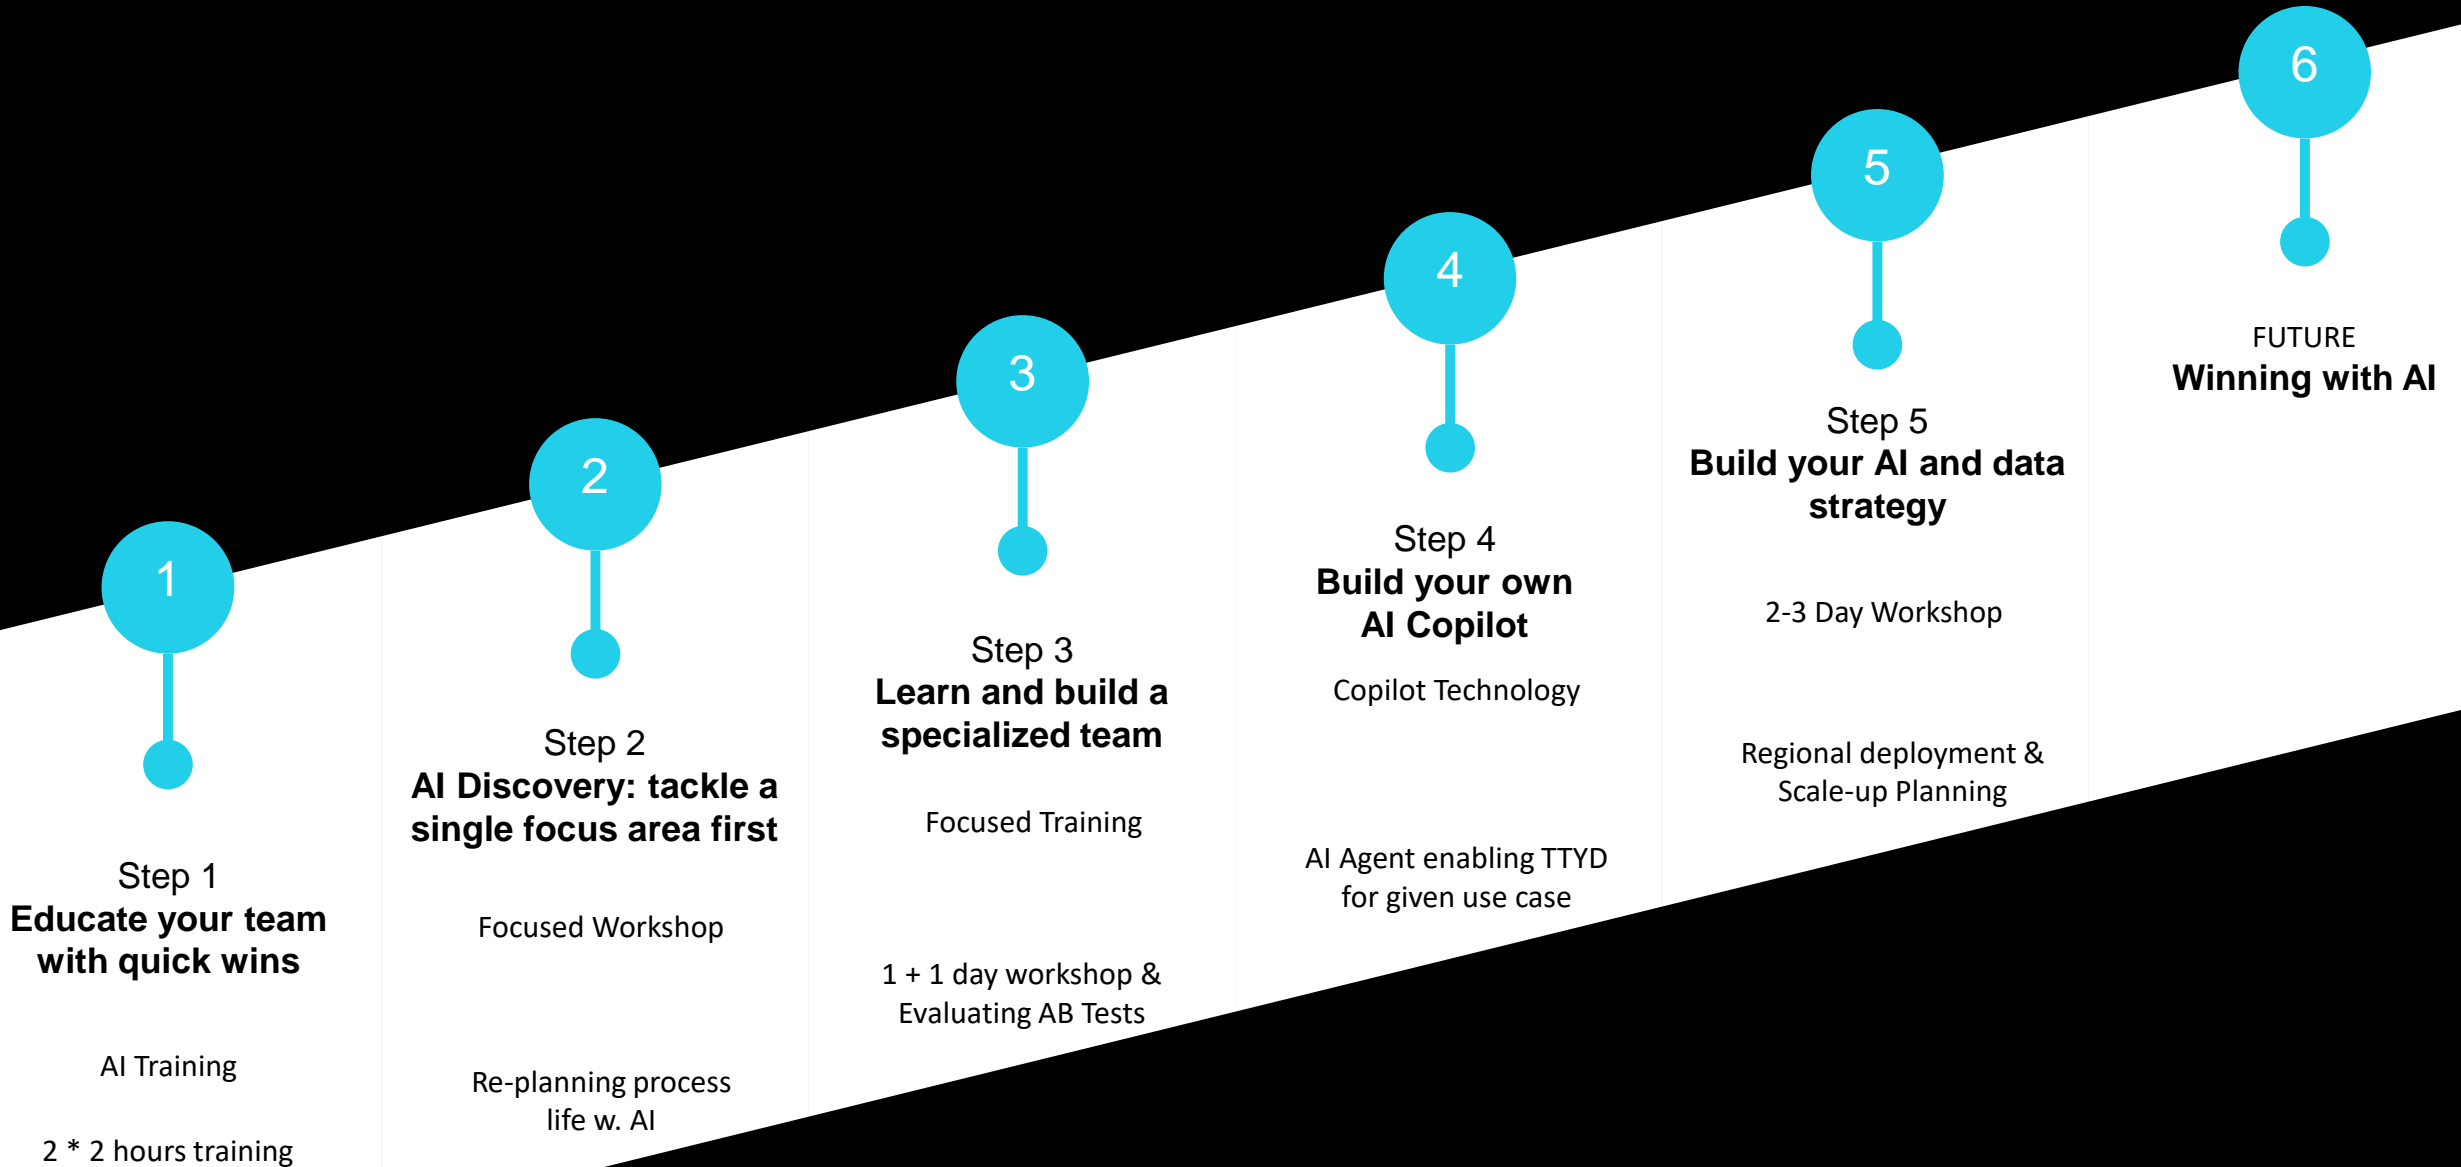 1
Step 1
Educate your team
with quick wins
AI Training
2 * 2 hours training
2
Step 2
AI Discovery: tackle a
single focus area first
Focused Workshop
Re-planning process
life w. AI
3
Step 3
Learn and build a
specialized team
Focused Training
1 + 1 day workshop &
Evaluating AB Tests
4
Step 4
Build your own
AI Copilot
Copilot Technology
AI Agent enabling TTYD
for given use case
5
Step 5
Build your AI and data
strategy
2-3 Day Workshop
Regional deployment &
Scale-up Planning
6
FUTURE
Winning with AI